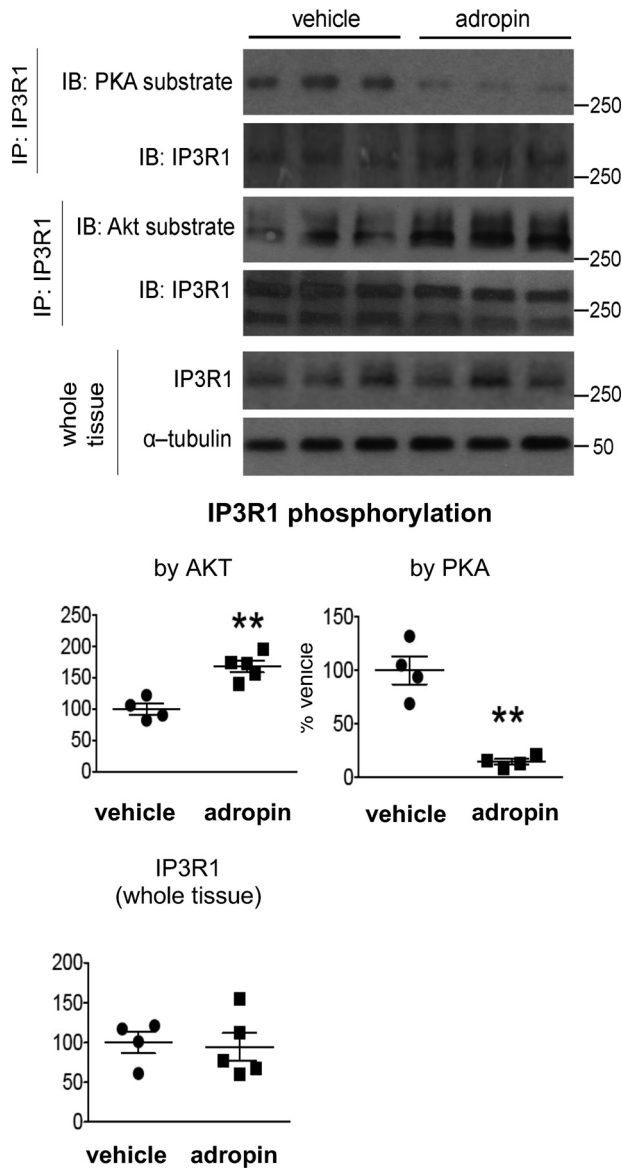 vehicle adropin
IP: IP3R1
IB: PKA substrate
250
IB: IP3R1
250
IP: IP3R1
IB: Akt substrate
250
IB: IP3R1
250
whole
tissue
IP3R1
250
α–tubulin
50
IP3R1 phosphorylation
by AKT
250
200
150
100
50
0
**
vehicle adropin
by PKA
% venicle
150
100
50
0
**
vehicle adropin
IP3R1
(whole tissue)
200
150
100
50
0
vehicle adropin